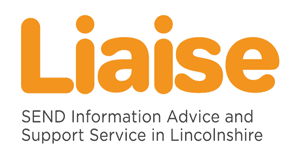 Liaise
SEND Information Advice and
Support Service in Lincolnshire